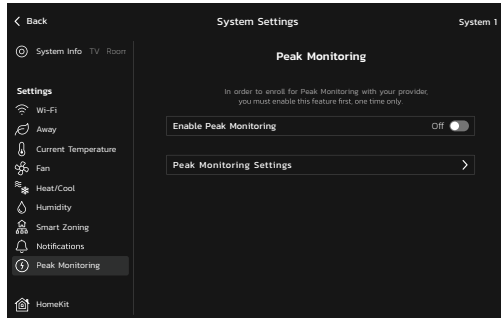 Back
System Settings
System 1
System Info TV Room
Peak Monitoring
In order to enroll for Peak Monitoring with your provider,
you must enable this feature first, one time only.
Enable Peak Monitoring
Off
Peak Monitoring Settings
Settings
Wi-Fi
Away
Current Temperature
Fan
Heat/Cool
Humidity
Smart Zoning
Notifications
Peak Monitoring
HomeKit